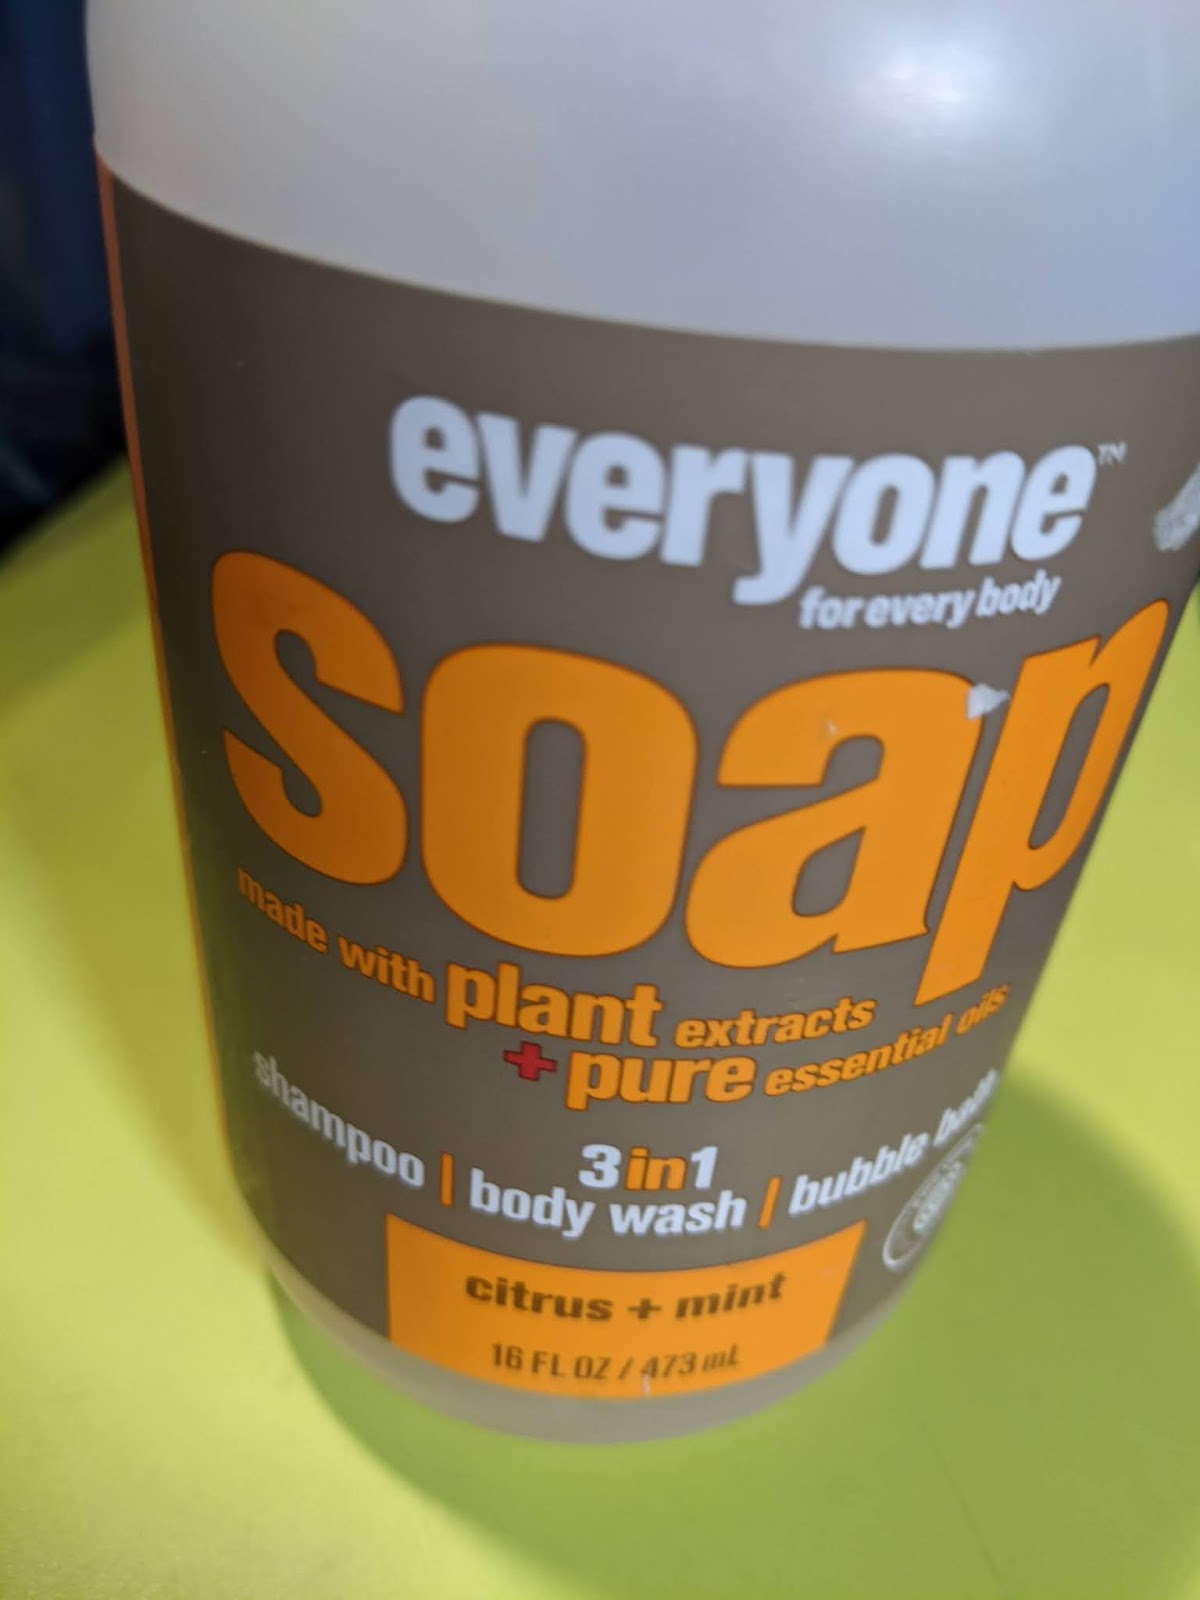 everyone™
for every body
soap
made with plant extracts
+ pure essential oils
3in1
shampoo | body wash | bubble bath
citrus + mint
16 FL OZ / 473 mL